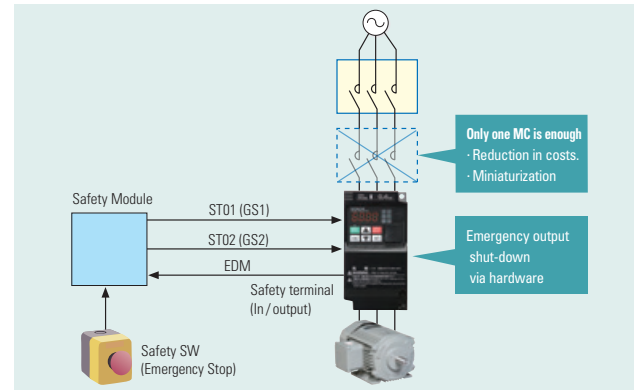 Only one MC is enough
· Reduction in costs.
· Miniaturization
Safety Module
ST01 (GS1)
ST02 (GS2)
EDM
Safety terminal
(In / output)
Emergency output
shut-down
via hardware
Safety SW
(Emergency Stop)